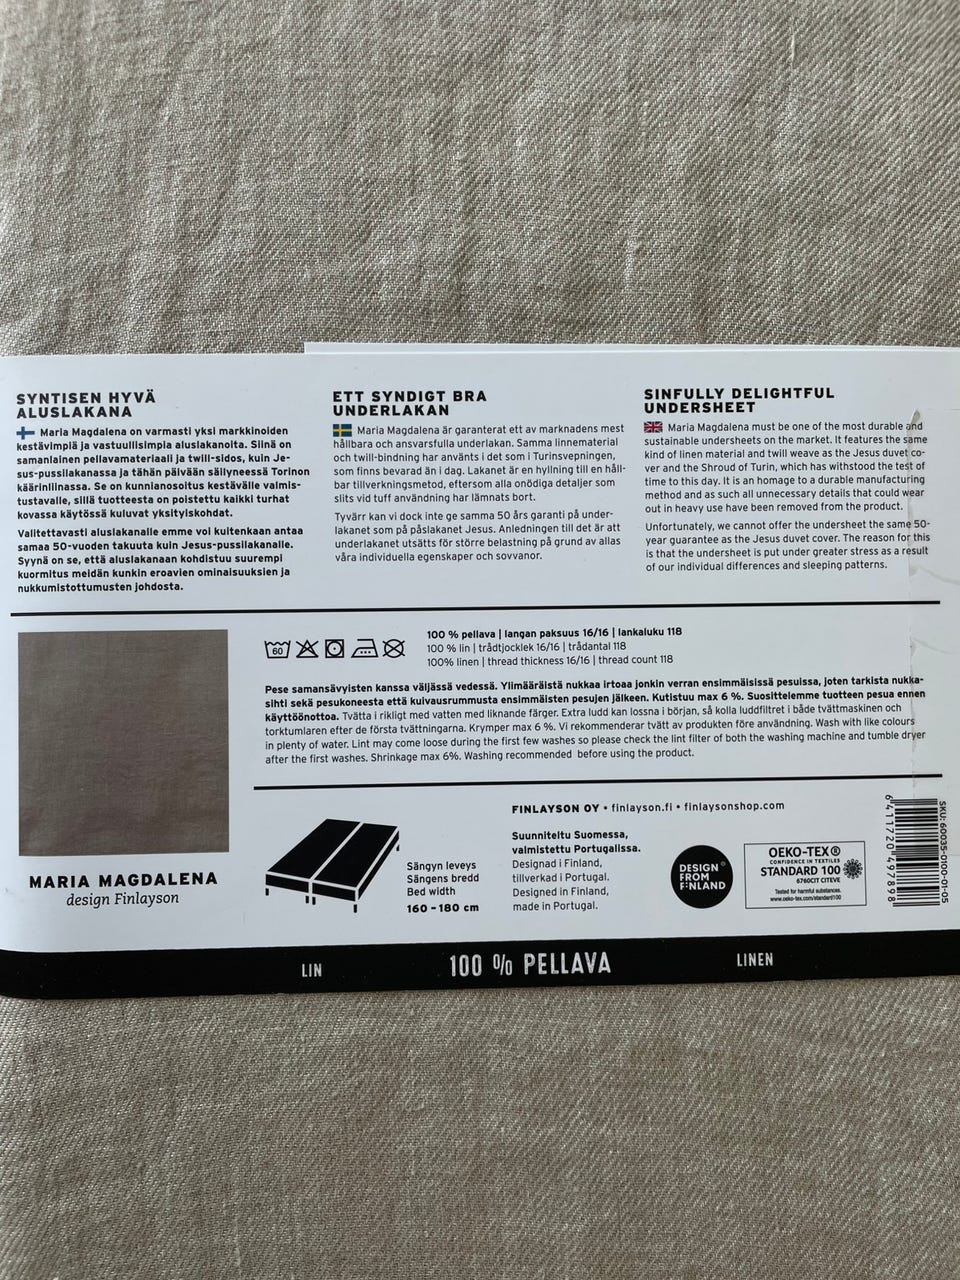 SYNTISEN HYVÄ
ALUSLAKANA
Maria Magdalena on varmasti yksi markkinoiden
kestävimpiä ja vastuullisimpia aluslakanoita. Siinä on
samanlainen pellavamateriaali ja twill-sidos, kuin Je-
sus-pussilakanassa ja tähän päivään säilyneessä Torinon
käärinliinassa. Se on kunnianosoitus kestävälle valmis-
tustavalle, sillä tuotteesta on poistettu kaikki turhat
kovassa käytössä kuluvat yksityiskohdat.
Valitettavasti aluslakanalle emme voi kuitenkaan antaa
samaa 50-vuoden takuuta kuin Jesus-pussilakanalle.
Syynä on se, että aluslakanaan kohdistuu suurempi
kuormitus meidän kunkin eroavien ominaisuuksien ja
nukkumistottumusten johdosta.
ETT SYNDIGT BRA
UNDERLAKAN
Maria Magdalena är garanterat ett av marknadens mest
hållbara och ansvarsfulla underlakan. Samma linnematerial
och twill-bindning har använts i det som i Turinsvepningen,
som finns bevarad än i dag. Lakanet är en hyllning till en håll-
bar tillverkningsmetod, eftersom alla onödiga detaljer som
slits vid tuff användning har lämnats bort.
Tyvärr kan vi dock inte ge samma 50 års garanti på under-
lakanet som på påslakanet Jesus. Anledningen till det är att
underlakanet utsätts för större belastning på grund av allas
våra individuella egenskaper och sovvanor.
SINFULLY DELIGHTFUL
UNDERSHEET
Maria Magdalena must be one of the most durable and
sustainable undersheets on the market. It features the same
kind of linen material and twill weave as the Jesus duvet co-
ver and the Shroud of Turin, which has withstood the test of
time to this day. It is an homage to a durable manufacturing
method and as such all unnecessary details that could wear
out in heavy use have been removed from the product.
Unfortunately, we cannot offer the undersheet the same 50-
year guarantee as the Jesus duvet cover. The reason for this
is that the undersheet is put under greater stress as a result
of our individual differences and sleeping patterns.
60
100 % pellava | langan paksuus 16/16 | lankaluku 118
100 % lin | trådtjocklek 16/16 | trådantal 118
100% linen | thread thickness 16/16 | thread count 118
Pese samansävyisten kanssa väljässä vedessä. Ylimääräistä nukkaa irtoaa jonkin verran ensimmäisissä pesuissa, joten tarkista nukka-
sihti sekä pesukoneesta että kuivausrummusta ensimmäisten pesujen jälkeen. Kutistuu max 6 %. Suosittelemme tuotteen pesua ennen
käyttöönottoa. Tvätta i rikligt med vatten med liknande färger. Extra ludd kan lossna i början, så kolla luddfiltret i både tvättmaskinen och
torktumlaren efter de första tvättningarna. Krymper max 6 %. Vi rekommenderar tvätt av produkten före användning. Wash with like colours
in plenty of water. Lint may come loose during the first few washes so please check the lint filter of both the washing machine and tumble dryer
after the first washes. Shrinkage max 6%. Washing recommended before using the product.
MARIA MAGDALENA
design Finlayson
Sängyn leveys
Sängens bredd
Bed width
160 - 180 cm
FINLAYSON OY • finlayson.fi • finlaysonshop.com
Suunniteltu Suomessa,
valmistettu Portugalissa.
Designad i Finland,
tillverkad i Portugal.
Designed in Finland,
made in Portugal.
DESIGN
FROM
FINLAND
OEKO-TEX®
CONFIDENCE IN TEXTILES
STANDARD 100
6760CIT CITEVE
Tested for harmful substances.
www.oeko-tex.com/standard100
6 411720 497898
SKU: 60035-0100-01-05
LIN
100 % PELLAVA
LINEN